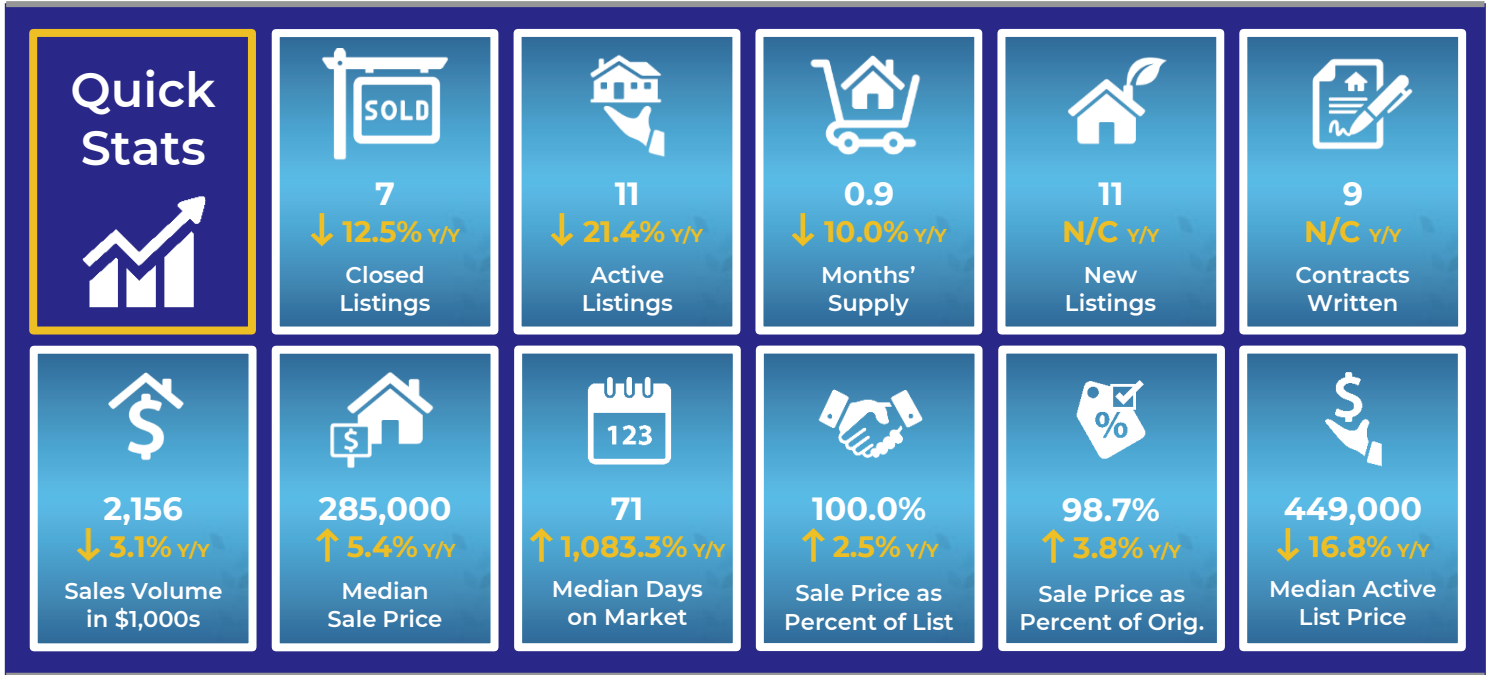 Quick
Stats
SOLD
7
↓ 12.5% Y/Y
Closed
Listings
11
↓ 21.4% Y/Y
Active
Listings
0.9
↓ 10.0% Y/Y
Months’
Supply
11
N/C Y/Y
New
Listings
9
N/C Y/Y
Contracts
Written
$
2,156
↓ 3.1% Y/Y
Sales Volume
in $1,000s
$
285,000
↑ 5.4% Y/Y
Median
Sale Price
123
71
↑ 1,083.3% Y/Y
Median Days
on Market
100.0%
↑ 2.5% Y/Y
Sale Price as
Percent of List
%
98.7%
↑ 3.8% Y/Y
Sale Price as
Percent of Orig.
$
449,000
↓ 16.8% Y/Y
Median Active
List Price